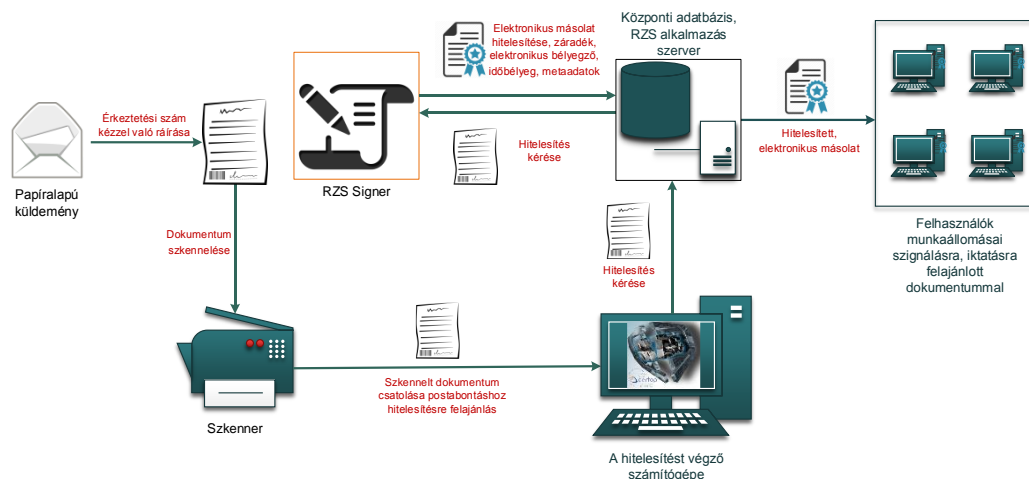 Papíralapú
küldemény
Érkeztetési szám
kézzel való ráírása
Dokumentum
szkennelése
Szkenner
Szkennelt dokumentum
csatolása postabontáshoz
hitelesítésre felajánlás
A hitelesítést végző
számítógépe
Hitelesítés
kérése
RZS Signer
Hitelesítés
kérése
Elektronikus másolat
hitelesítése, záradék,
elektronikus bélyegző,
időbélyeg, metaadatok
Központi adatbázis,
RZS alkalmazás
szerver
Hitelesített,
elektronikus másolat
Felhasználók
munkaállomásai
szignálásra, iktatásra
felajánlott
dokumentummal